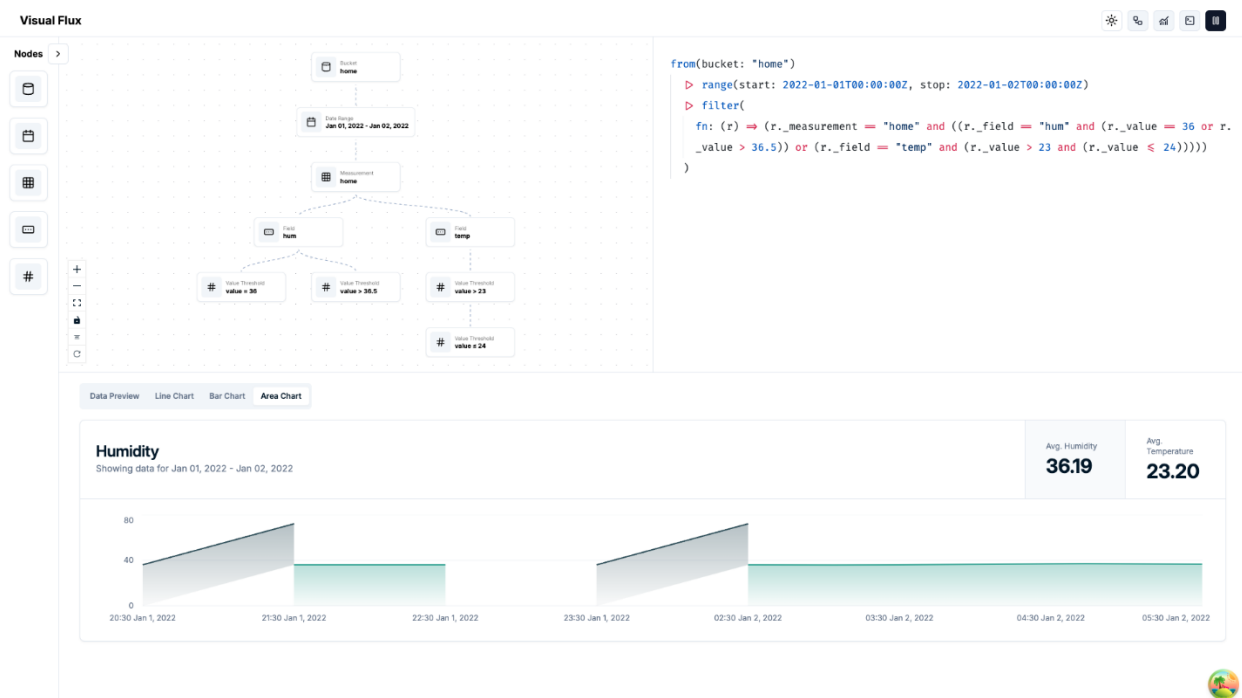 Visual Flux
Nodes
Bucket
home
Date Range
Jan 01, 2022 - Jan 02, 2022
Measurement
home
Field
hum
Field
temp
Value Threshold
value = 36
Value Threshold
value > 36.5
Value Threshold
value > 23
Value Threshold
value ≤ 24
from(bucket: "home")
▷ range(start: 2022-01-01T00:00:00Z, stop: 2022-01-02T00:00:00Z)
▷ filter(
fn: (r) ⇒ (r._measurement == "home" and ((r._field == "hum" and (r._value == 36 or r.
_value > 36.5)) or (r._field == "temp" and (r._value > 23 and (r._value ≤ 24)))))
)
Data Preview
Line Chart
Bar Chart
Area Chart
Humidity
Showing data for Jan 01, 2022 - Jan 02, 2022
Avg. Humidity
36.19
Avg.
Temperature
23.20
80
40
0
20:30 Jan 1, 2022
21:30 Jan 1, 2022
22:30 Jan 1, 2022
23:30 Jan 1, 2022
02:30 Jan 2, 2022
03:30 Jan 2, 2022
04:30 Jan 2, 2022
05:30 Jan 2, 2022